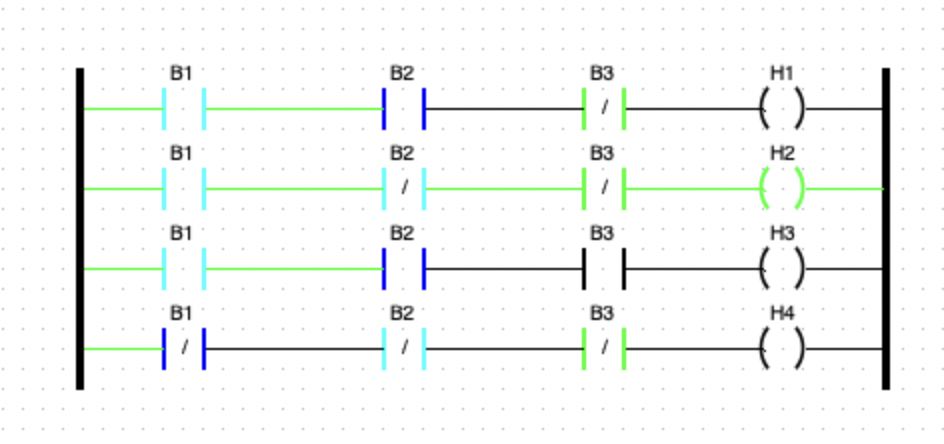 B1 B2 B3 H1
/
B1 B2 B3 H2
/ /
B1 B2 B3 H3
B1 B2 B3 H4
/ / /